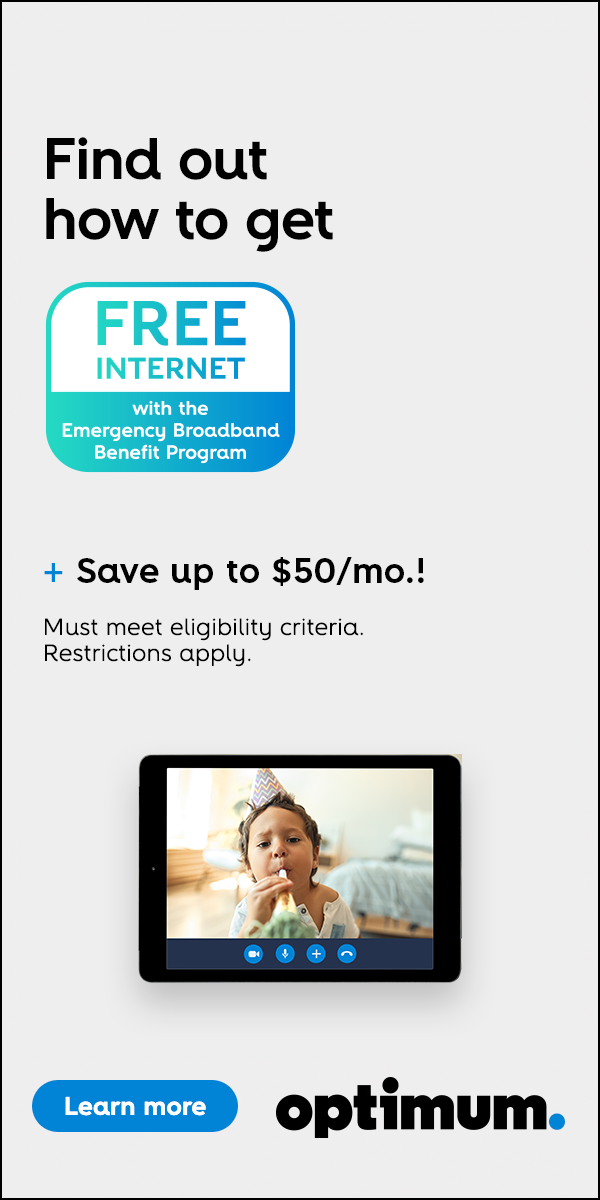 Find out
how to get
FREE
INTERNET
with the
Emergency Broadband
Benefit Program
+ Save up to $50/mo.!
Must meet eligibility criteria.
Restrictions apply.
Learn more
optimum.